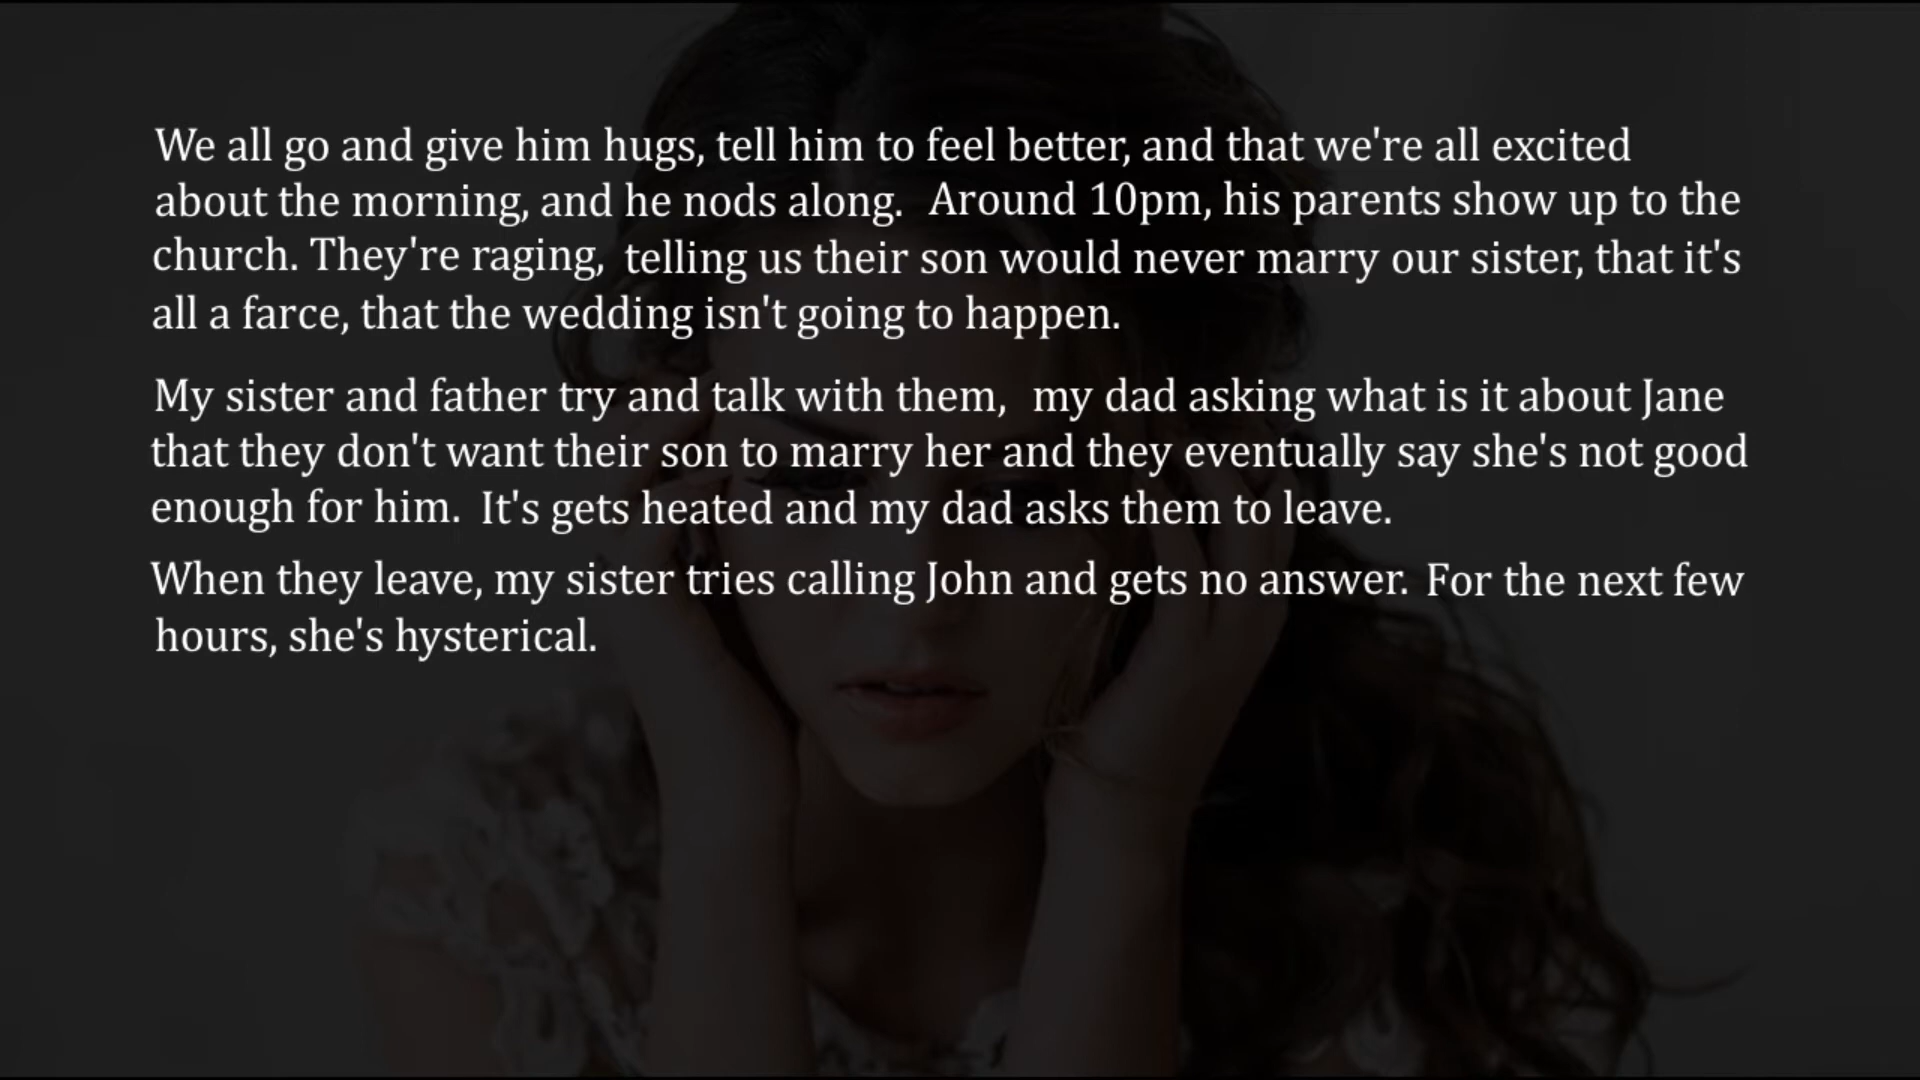 We all go and give him hugs, tell him to feel better, and that we're all excited
about the morning, and he nods along. Around 10pm, his parents show up to the
church. They're raging, telling us their son would never marry our sister, that it's
all a farce, that the wedding isn't going to happen.
My sister and father try and talk with them, my dad asking what is it about Jane
that they don't want their son to marry her and they eventually say she's not good
enough for him. It's gets heated and my dad asks them to leave.
When they leave, my sister tries calling John and gets no answer. For the next few
hours, she's hysterical.